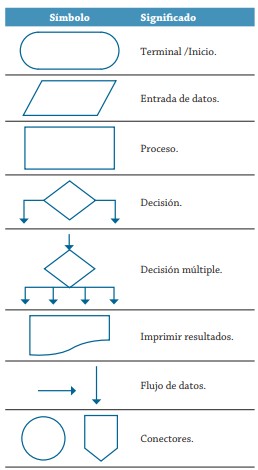 Símbolo Significado
Terminal /Inicio.
Entrada de datos.
Proceso.
Decisión.
Decisión múltiple.
Imprimir resultados.
Flujo de datos.
Conectores.